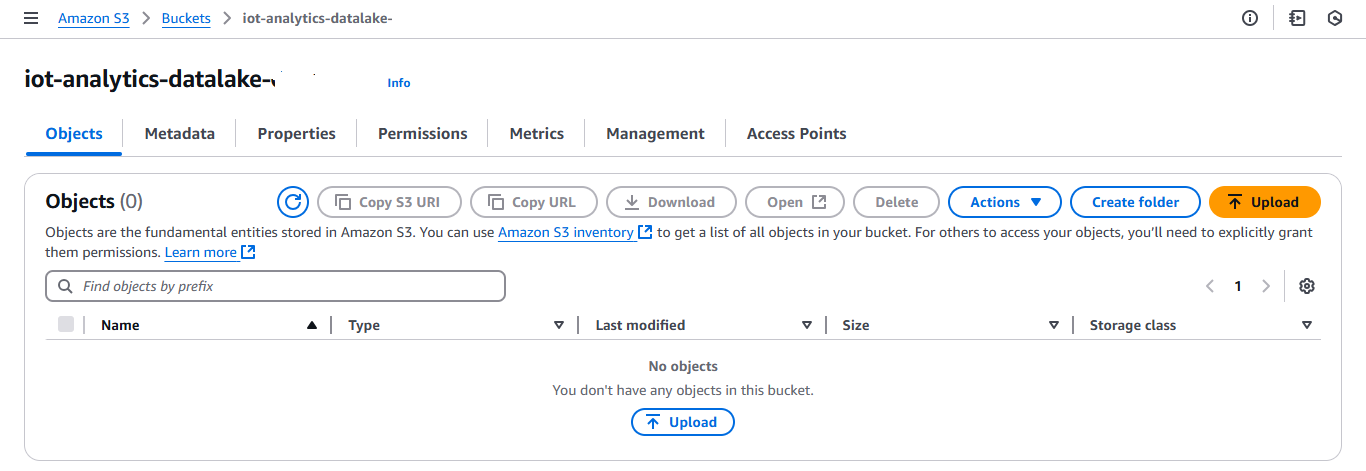 Amazon S3 > Buckets > iot-analytics-datalake-
iot-analytics-datalake- Info
Objects Metadata Properties Permissions Metrics Management Access Points
Objects (0) Copy S3 URI Copy URL Download Open Delete Actions Create folder Upload
Objects are the fundamental entities stored in Amazon S3. You can use Amazon S3 inventory to get a list of all objects in your bucket. For others to access your objects, you’ll need to explicitly grant
them permissions. Learn more
Find objects by prefix 1
Name Type Last modified Size Storage class
No objects
You don't have any objects in this bucket.
Upload